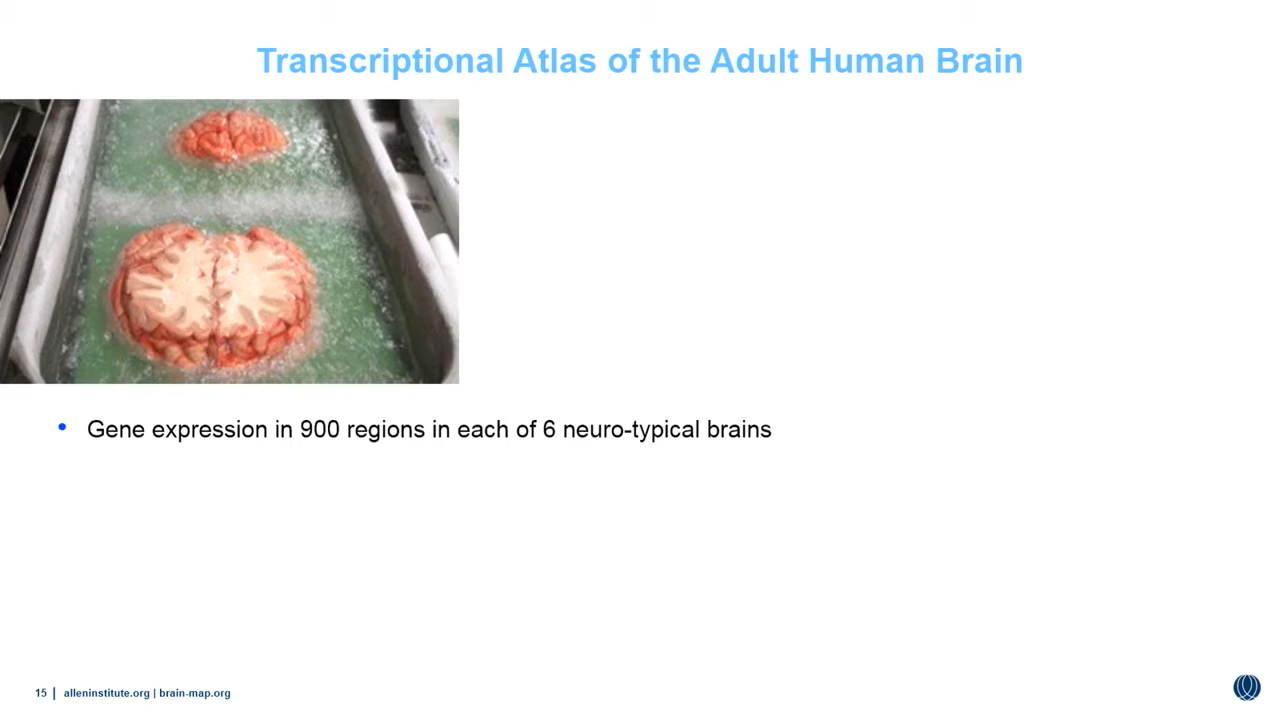 Transcriptional Atlas of the Adult Human Brain
• Gene expression in 900 regions in each of 6 neuro-typical brains
15 | alleninstitute.org | brain-map.org